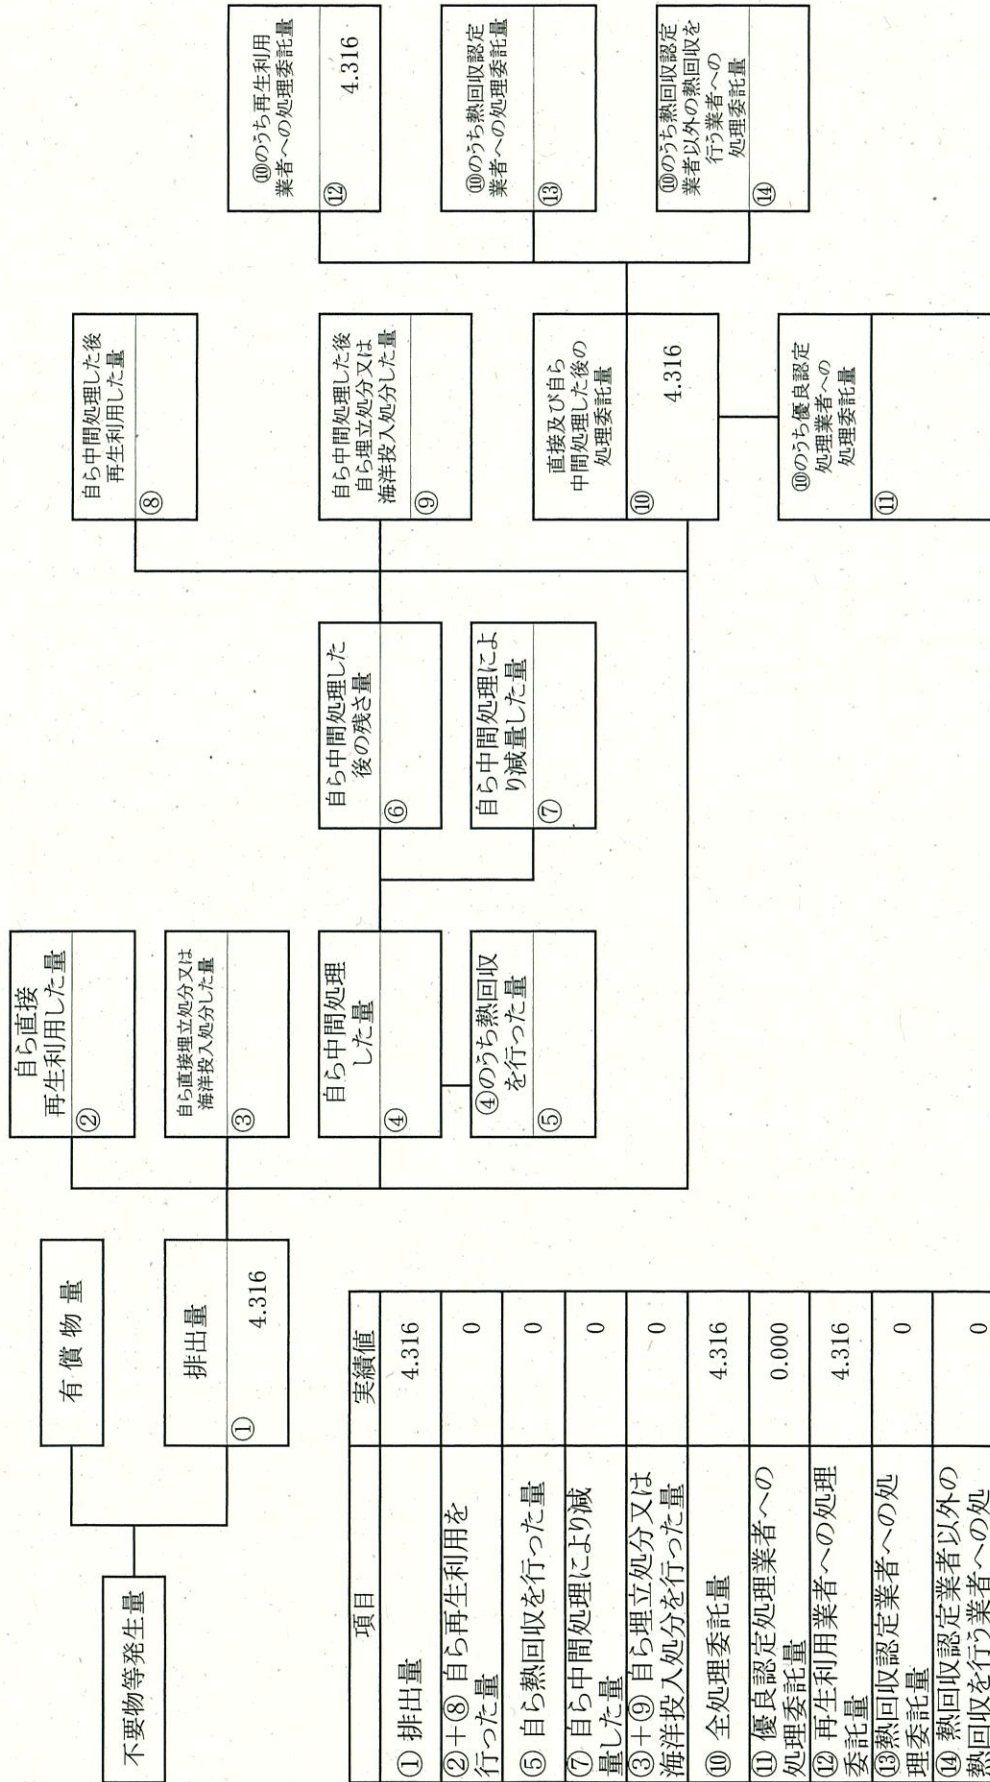 不要物等発生量
有償物量
排出量
①
4.316
自ら直接
再生利用した量
②
自ら直接埋立処分又は
海洋投入処分した量
③
自ら中間処理
した量
④
④のうち熱回収
を行った量
⑤
自ら中間処理した
後の残さ量
⑥
自ら中間処理によ
り減量した量
⑦
自ら中間処理した後
再生利用した量
⑧
自ら中間処理した後
自ら埋立処分又は
海洋投入処分した量
⑨
直接及び自ら
中間処理した後の
処理委託量
⑩
4.316
⑩のうち優良認定
処理業者への
処理委託量
⑪
⑩のうち再生利用
業者への処理委託量
⑫
4.316
⑩のうち熱回収認定
業者への処理委託量
⑬
⑩のうち熱回収認定
業者以外の熱回収を
行う業者への
処理委託量
⑭
項目 実績値
① 排出量 4.316
②+⑧ 自ら再生利用を
行った量 0
⑤ 自ら熱回収を行った量 0
⑦ 自ら中間処理により減
量した量 0
③+⑨ 自ら埋立処分又は
海洋投入処分を行った量 0
⑩ 全処理委託量 4.316
⑪ 優良認定処理業者への
処理委託量 0.000
⑫ 再生利用業者への処理
委託量 4.316
⑬熱回収認定業者への処
理委託量 0
⑭ 熱回収認定業者以外の
熱回収を行う業者への処 0